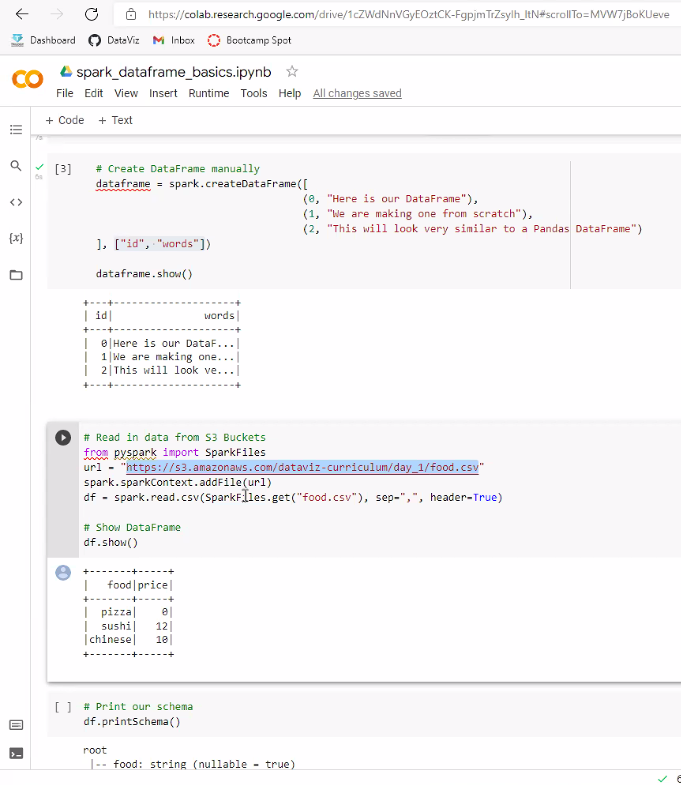 https://colab.research.google.com/drive/1cZWdNnVGyEOztCK-FgpjmTrZsylh_ItN#scrollTo=MVW7jBoKUeve
Dashboard DataViz Inbox Bootcamp Spot
CO spark_dataframe_basics.ipynb
File Edit View Insert Runtime Tools Help All changes saved
+ Code + Text
[3] # Create DataFrame manually
6s dataframe = spark.createDataFrame([
(0, "Here is our DataFrame"),
(1, "We are making one from scratch"),
(2, "This will look very similar to a Pandas DataFrame")
], ["id", "words"])
dataframe.show()
+---+--------------------+
| id| words|
+---+--------------------+
| 0|Here is our DataF...|
| 1|We are making one...|
| 2|This will look ve...|
+---+--------------------+
# Read in data from S3 Buckets
from pyspark import SparkFiles
url = "https://s3.amazonaws.com/dataviz-curriculum/day_1/food.csv"
spark.sparkContext.addFile(url)
df = spark.read.csv(SparkFiles.get("food.csv"), sep=",", header=True)
# Show DataFrame
df.show()
+-------+-----+
| food|price|
+-------+-----+
| pizza| 0|
| sushi| 12|
|chinese| 10|
+-------+-----+
[ ] # Print our schema
df.printSchema()
root
|-- food: string (nullable = true)